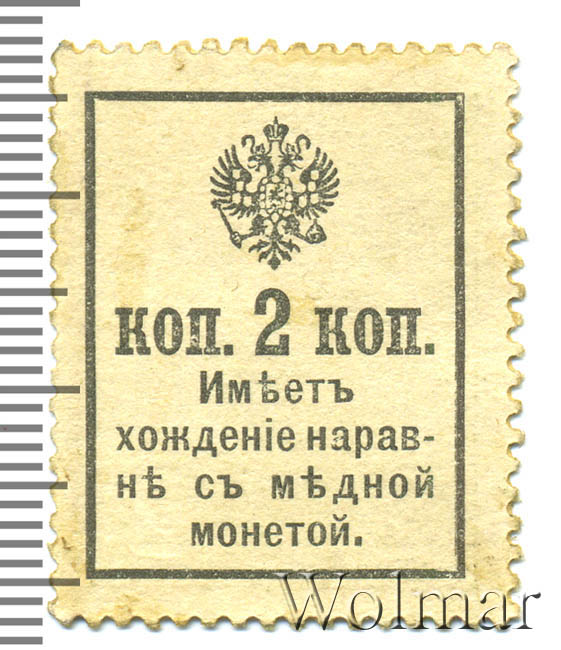 КОП. 2 КОП.
Имѣетъ
хожденіе нарав-
нѣ съ мѣдной
монетой.
Wolmar